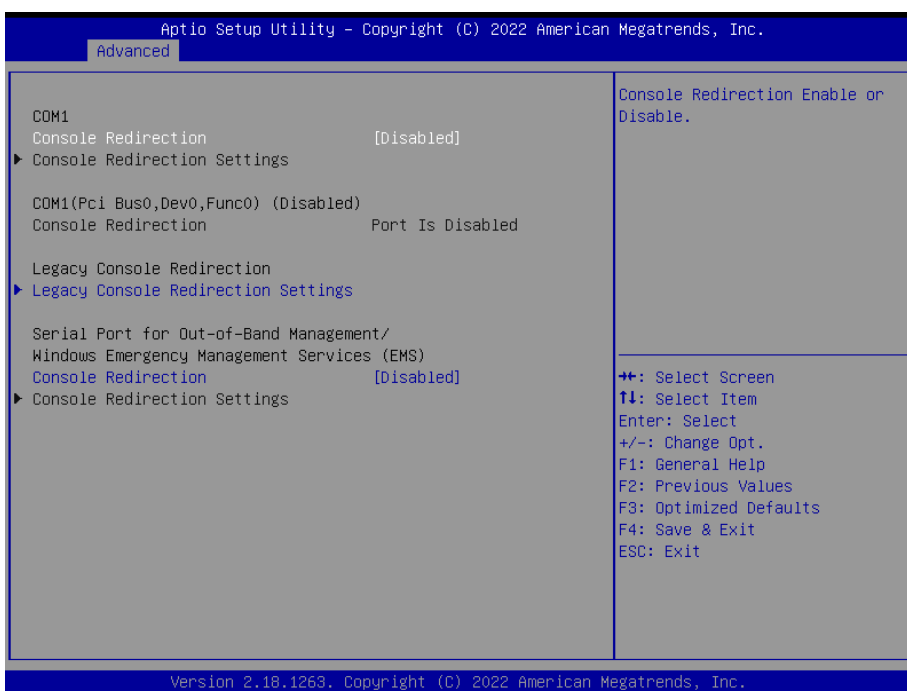 Aptio Setup Utility – Copyright (C) 2022 American Megatrends, Inc.
Advanced
COM1
Console Redirection [Disabled]
Console Redirection Settings
COM1(Pci Bus0,Dev0,Func0) (Disabled)
Console Redirection Port Is Disabled
Legacy Console Redirection
Legacy Console Redirection Settings
Serial Port for Out-of-Band Management/
Windows Emergency Management Services (EMS)
Console Redirection [Disabled]
Console Redirection Settings
Console Redirection Enable or
Disable.
→←: Select Screen
↑↓: Select Item
Enter: Select
+/-: Change Opt.
F1: General Help
F2: Previous Values
F3: Optimized Defaults
F4: Save & Exit
ESC: Exit
Version 2.18.1263. Copyright (C) 2022 American Megatrends, Inc.